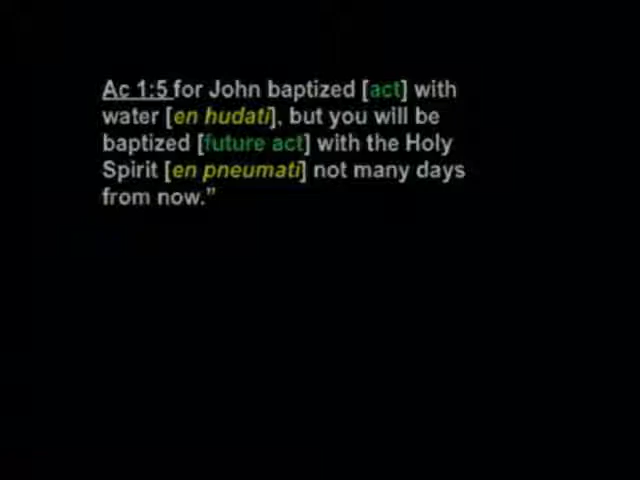 Ac 1:5 for John baptized [act] with
water [en hudati], but you will be
baptized [future act] with the Holy
Spirit [en pneumati] not many days
from now.”